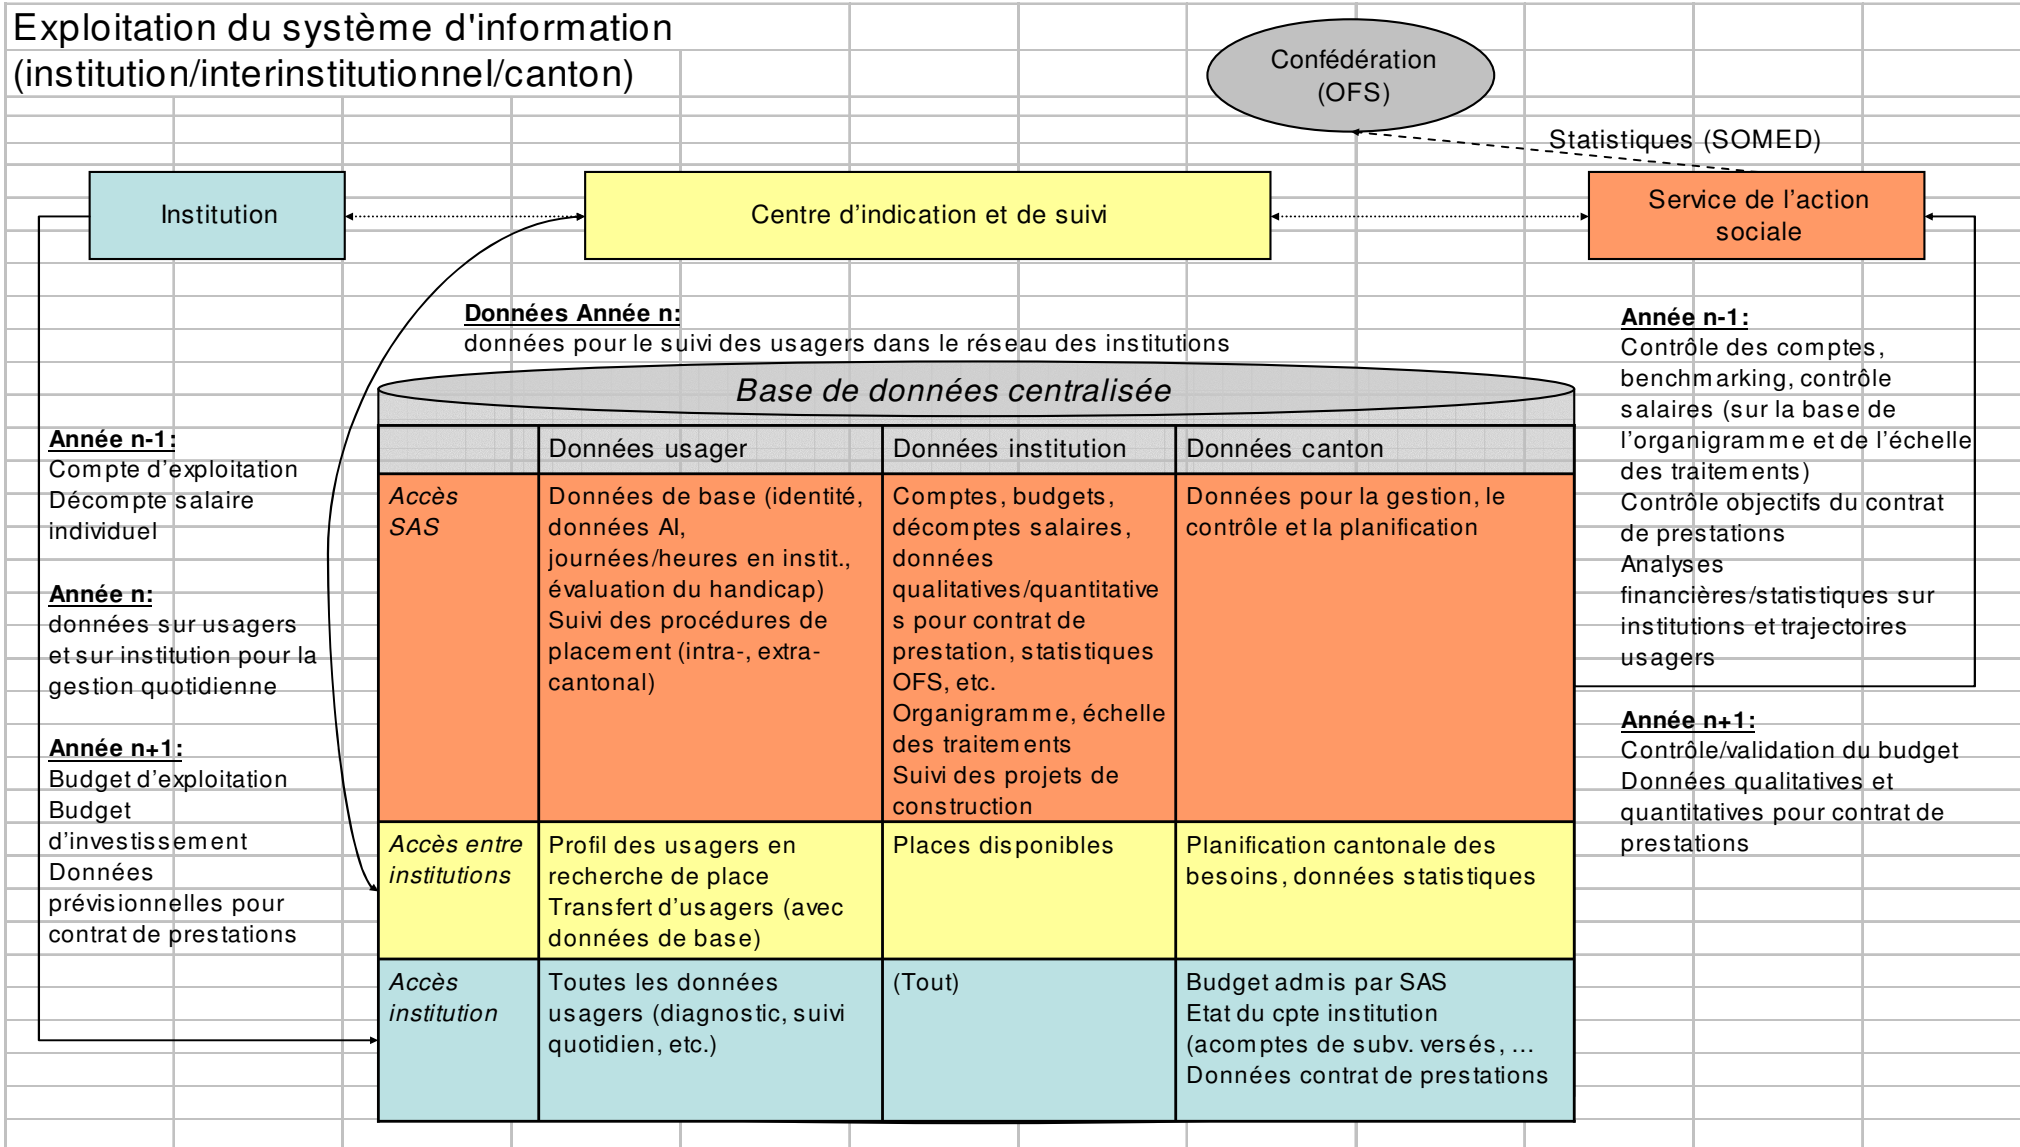 Exploitation du système d'information
(institution/interinstitutionnel/canton)
Confédération
(OFS)
Statistiques (SOMED)
Institution
Centre d’indication et de suivi
Service de l’action
sociale
Données Année n:
données pour le suivi des usagers dans le réseau des institutions
Année n-1:
Compte d’exploitation
Décompte salaire
individuel
Année n:
données sur usagers
et sur institution pour la
gestion quotidienne
Année n+1:
Budget d’exploitation
Budget
d’investissement
Données
prévisionnelles pour
contrat de prestations
Base de données centralisée
Données usager
Données institution
Données canton
Accès
SAS
Données de base (identité,
données AI,
journées/heures en instit.,
évaluation du handicap)
Suivi des procédures de
placement (intra-, extra-
cantonal)
Comptes, budgets,
décomptes salaires,
données
qualitatives/quantitative
s pour contrat de
prestation, statistiques
OFS, etc.
Organigramme, échelle
des traitements
Suivi des projets de
construction
Données pour la gestion, le
contrôle et la planification
Accès entre
institutions
Profil des usagers en
recherche de place
Transfert d’usagers (avec
données de base)
Places disponibles
Planification cantonale des
besoins, données statistiques
Accès
institution
Toutes les données
usagers (diagnostic, suivi
quotidien, etc.)
(Tout)
Budget admis par SAS
Etat du cpte institution
(acomptes de subv. versés, …
Données contrat de prestations
Année n-1:
Contrôle des comptes,
benchmarking, contrôle
salaires (sur la base de
l’organigramme et de l’échelle
des traitements)
Contrôle objectifs du contrat
de prestations
Analyses
financières/statistiques sur
institutions et trajectoires
usagers
Année n+1:
Contrôle/validation du budget
Données qualitatives et
quantitatives pour contrat de
prestations